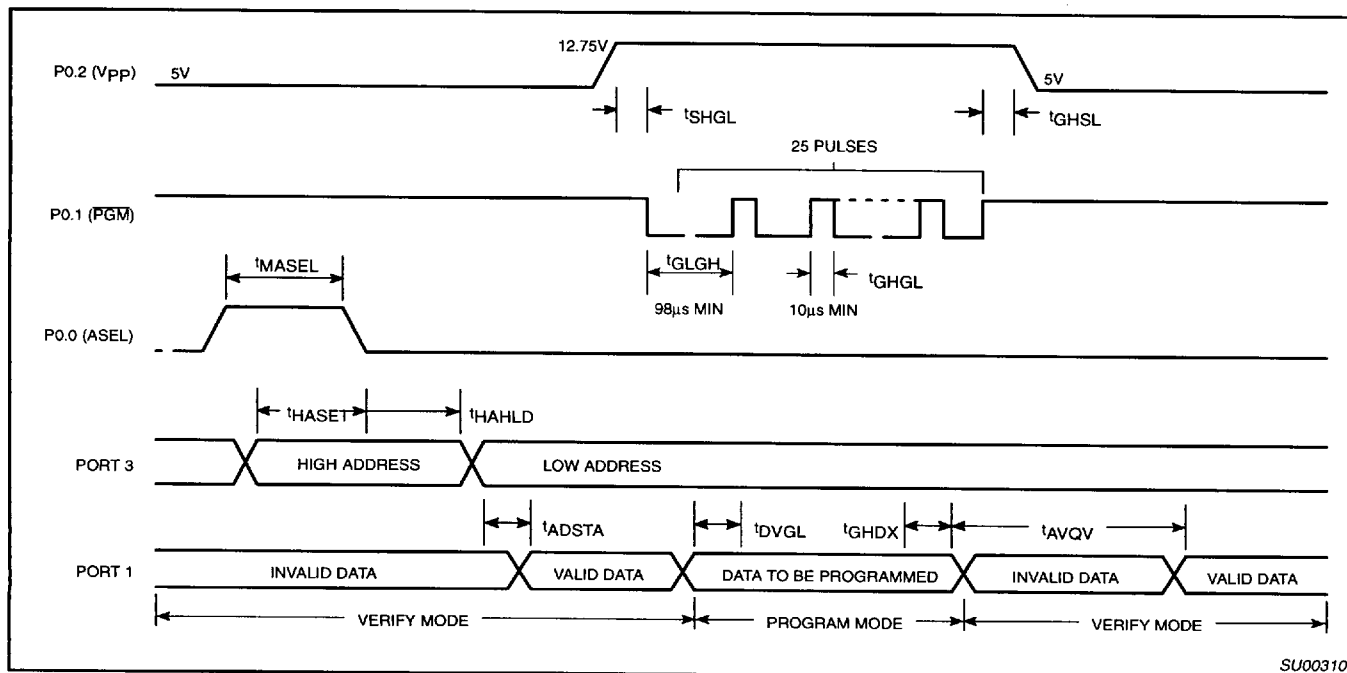 12.75V
P0.2 (VPP)
5V
5V
tSHGL
tGHSL
25 PULSES
P0.1 (P̅G̅M̅)
tMASEL
tGLGH
tGHGL
98µs MIN
10µs MIN
P0.0 (ASEL)
tHASET
tHAHLD
PORT 3
HIGH ADDRESS
LOW ADDRESS
tADSTA
tDVGL
tGHDX
tAVQV
PORT 1
INVALID DATA
VALID DATA
DATA TO BE PROGRAMMED
INVALID DATA
VALID DATA
VERIFY MODE
PROGRAM MODE
VERIFY MODE
SU00310